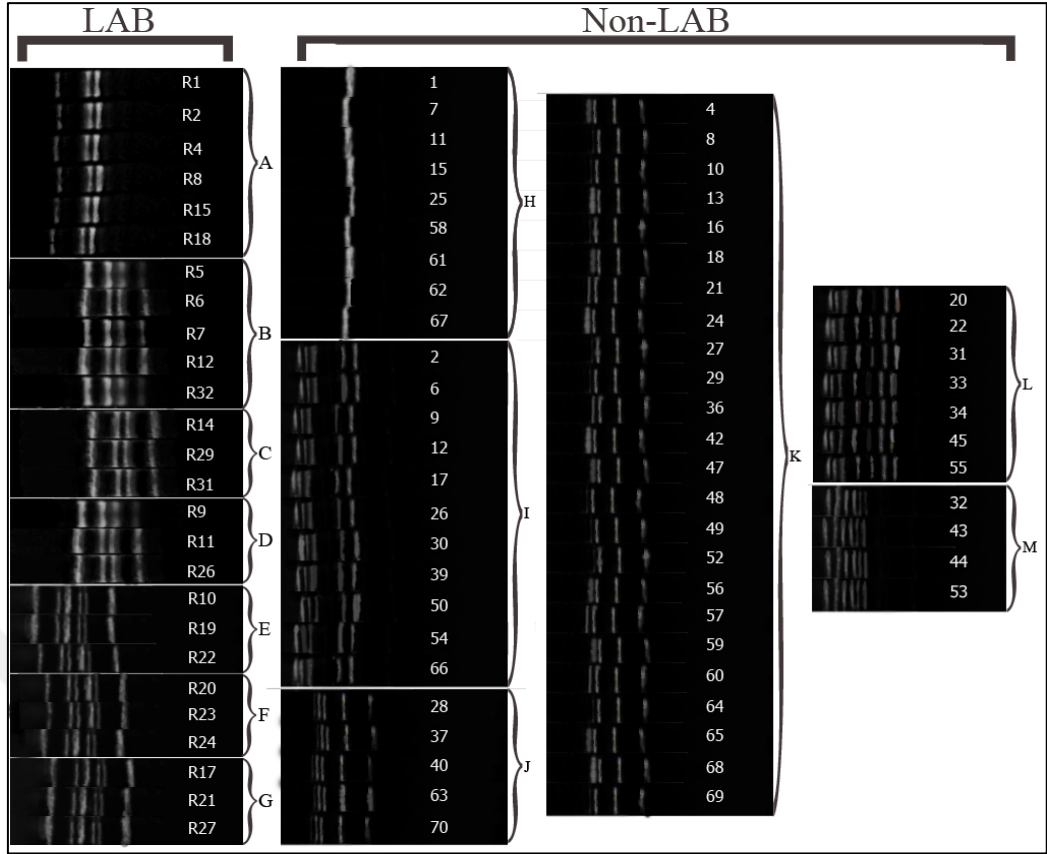 LAB
Non-LAB
R1
R2
R4
R8
R15
R18
A
R5
R6
R7
R12
R32
B
R14
R29
R31
C
R9
R11
R26
D
R10
R19
R22
E
R20
R23
R24
F
R17
R21
R27
G
1
7
11
15
25
58
61
62
67
H
2
6
9
12
17
26
30
39
50
54
66
I
28
37
40
63
70
J
4
8
10
13
16
18
21
24
27
29
36
42
47
48
49
52
56
57
59
60
64
65
68
69
K
20
22
31
33
34
45
55
L
32
43
44
53
M